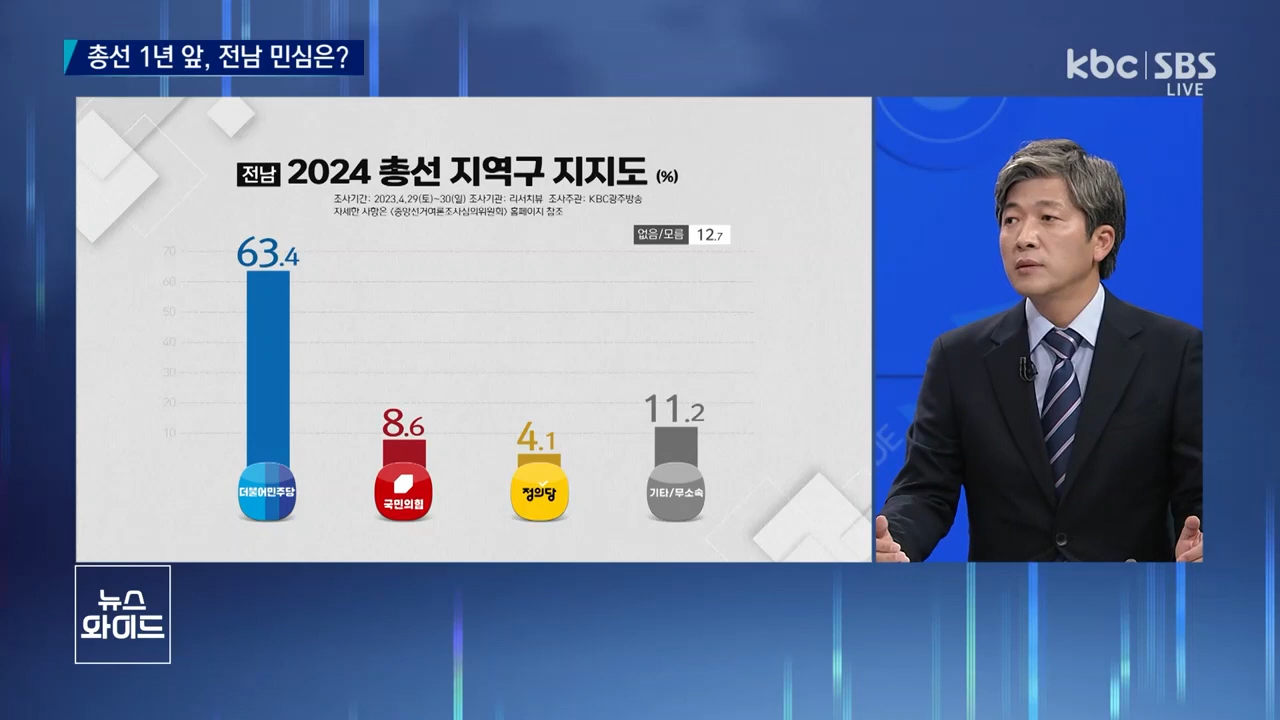 총선 1년 앞, 전남 민심은?
kbc SBS
LIVE
전남 2024 총선 지역구 지지도 (%)
조사기간: 2023,4,29(토)~30(일) 조사기관: 리서치뷰 조사주관: KBC광주방송
자세한 사항은 <중앙선거여론조사심의위원회> 홈페이지 참조
없음/모름 12.7
70
60
50
40
30
20
10
63.4
8.6
4.1
11.2
더불어민주당
국민의힘
정의당
기타/무소속
뉴스
와이드